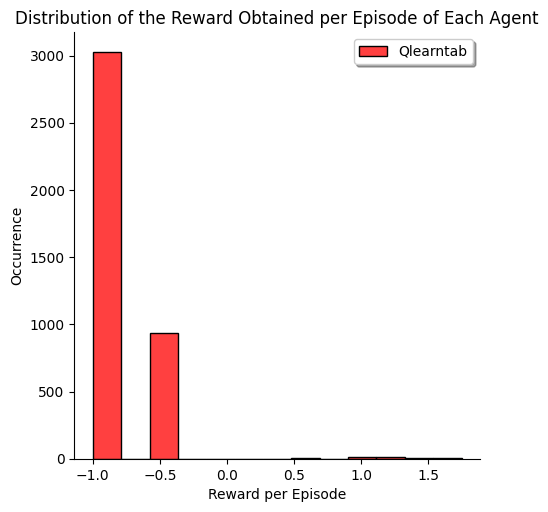 Distribution of the Reward Obtained per Episode of Each Agent
Qlearntab
3000
2500
2000
1500
1000
500
0
Occurrence
−1.0 −0.5 0.0 0.5 1.0 1.5
Reward per Episode